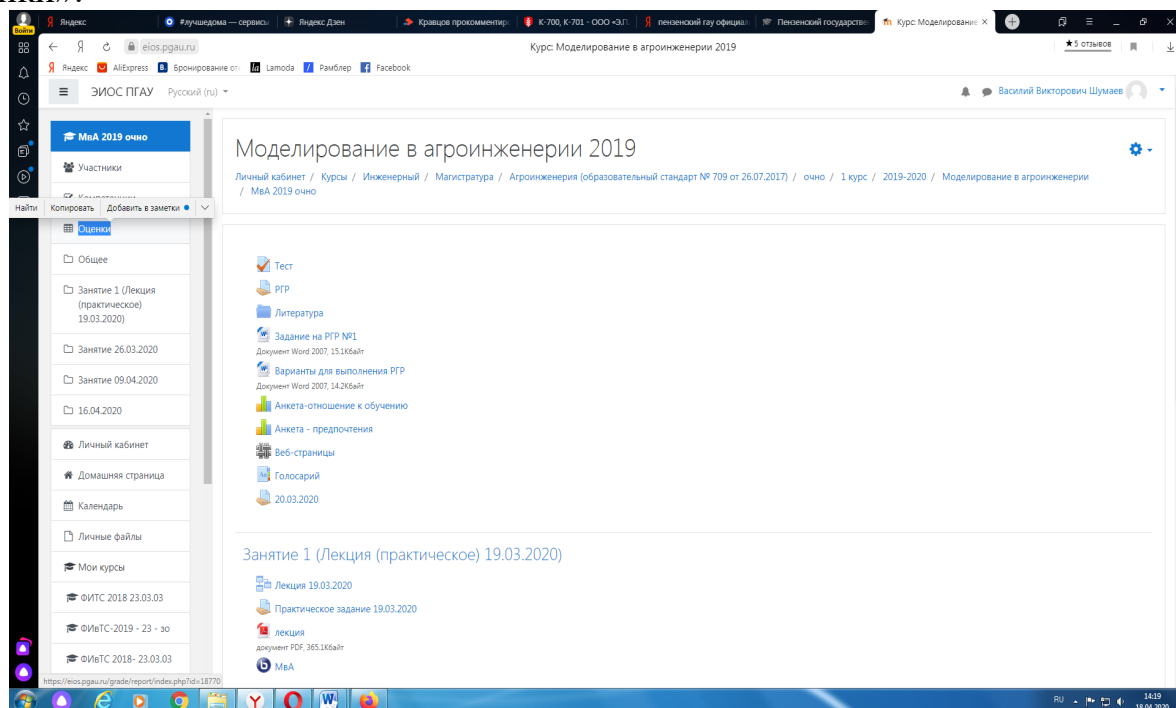 Яндекс
#лучшедома — сервисы
Яндекс Дзен
Кравцов прокомментир
К-700, К-701 - ООО «Э.П.
пензенский гау официал
Пензенский государствен
Курс: Моделирование
Войти
eios.pgau.ru
Курс: Моделирование в агроинженерии 2019
★5 отзывов
Яндекс
AliExpress
Бронирование оте
Lamoda
Рамблер
Facebook
ЭИОС ПГАУ
Русский (ru)
Василий Викторович Шумаев
МвА 2019 очно
Участники
Компетенции
Найти
Копировать
Добавить в заметки
Оценки
Общее
Занятие 1 (Лекция
(практическое)
19.03.2020)
Занятие 26.03.2020
Занятие 09.04.2020
16.04.2020
Личный кабинет
Домашняя страница
Календарь
Личные файлы
Мои курсы
ФИТС 2018 23.03.03
ФИвТС-2019 - 23 - зо
ФИвТС 2018- 23.03.03
https://eios.pgau.ru/grade/report/index.php?id=18770
Моделирование в агроинженерии 2019
Личный кабинет / Курсы / Инженерный / Магистратура / Агроинженерия (образовательный стандарт № 709 от 26.07.2017) / очно / 1 курс / 2019-2020 / Моделирование в агроинженерии
/ МвА 2019 очно
Тест
РГР
Литература
Задание на РГР №1
Документ Word 2007, 15.1Кбайт
Варианты для выполнения РГР
Документ Word 2007, 14.2Кбайт
Анкета-отношение к обучению
Анкета - предпочтения
Веб-страницы
Голосарий
20.03.2020
Занятие 1 (Лекция (практическое) 19.03.2020)
Лекция 19.03.2020
Практическое задание 19.03.2020
лекция
документ PDF, 365.1Кбайт
МвА
RU
14:19
18.04.2020